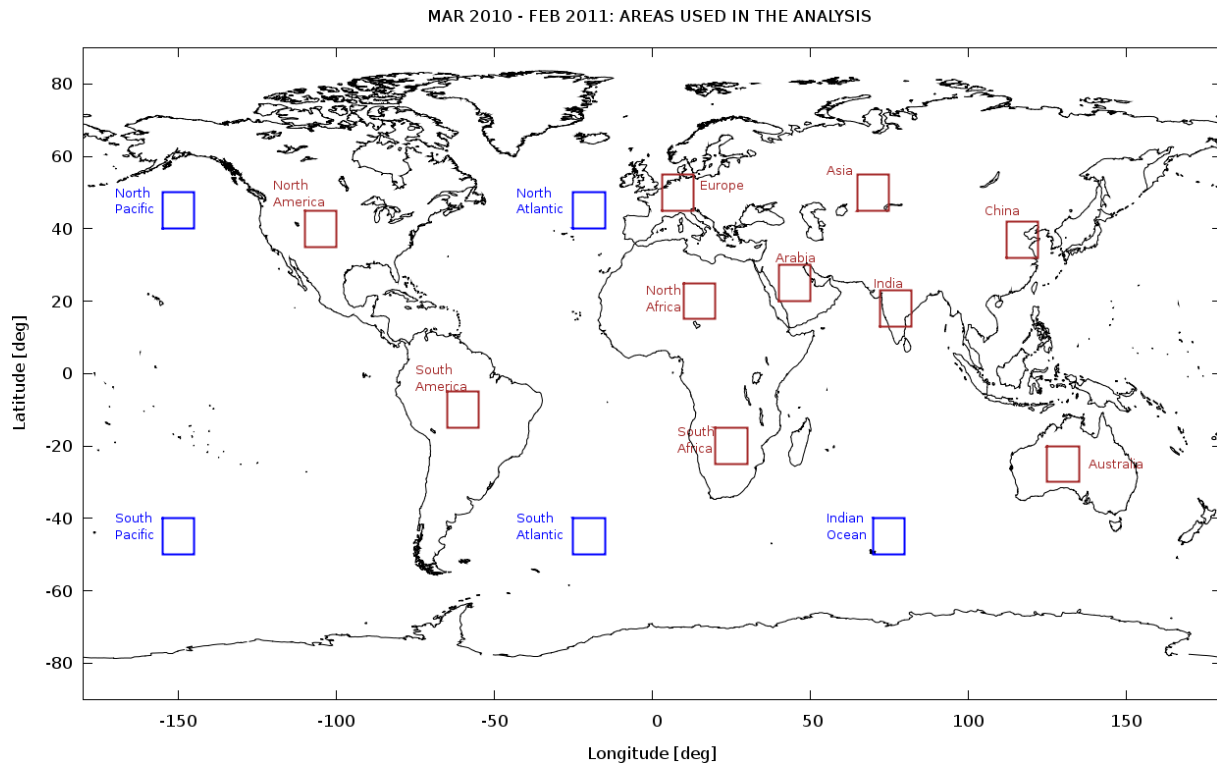 MAR 2010 - FEB 2011: AREAS USED IN THE ANALYSIS
80
60
40
20
0
-20
-40
-60
-80
Latitude [deg]
North
Pacific
North
America
North
Atlantic
Europe
Asia
China
Arabia
India
North
Africa
South
America
South
Africa
Australia
South
Pacific
South
Atlantic
Indian
Ocean
-150
-100
-50
0
50
100
150
Longitude [deg]